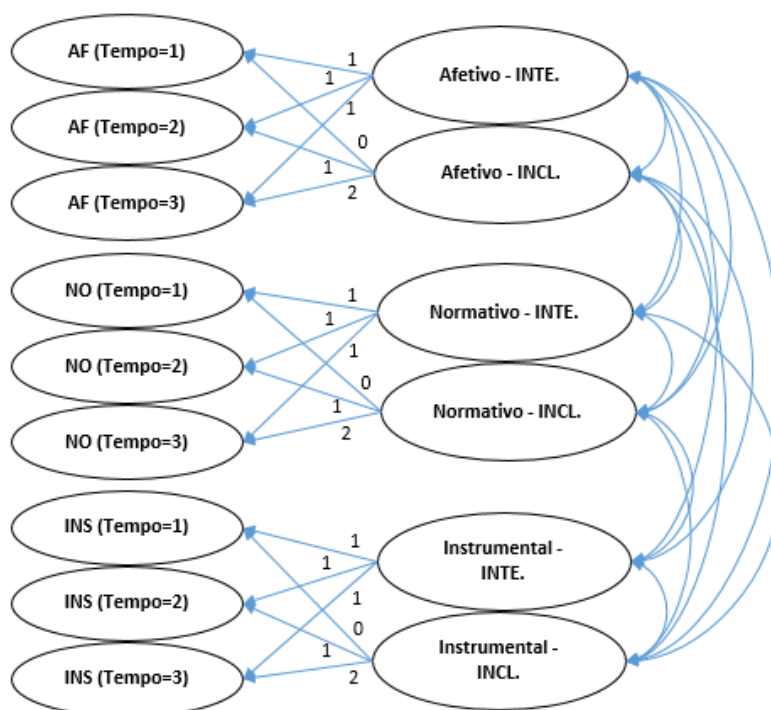 AF (Tempo=1)
AF (Tempo=2)
AF (Tempo=3)
1
1
1
0
1
2
Afetivo - INTE.
Afetivo - INCL.
NO (Tempo=1)
NO (Tempo=2)
NO (Tempo=3)
1
1
1
0
1
2
Normativo - INTE.
Normativo - INCL.
INS (Tempo=1)
INS (Tempo=2)
INS (Tempo=3)
1
1
1
0
1
2
Instrumental -
INTE.
Instrumental -
INCL.